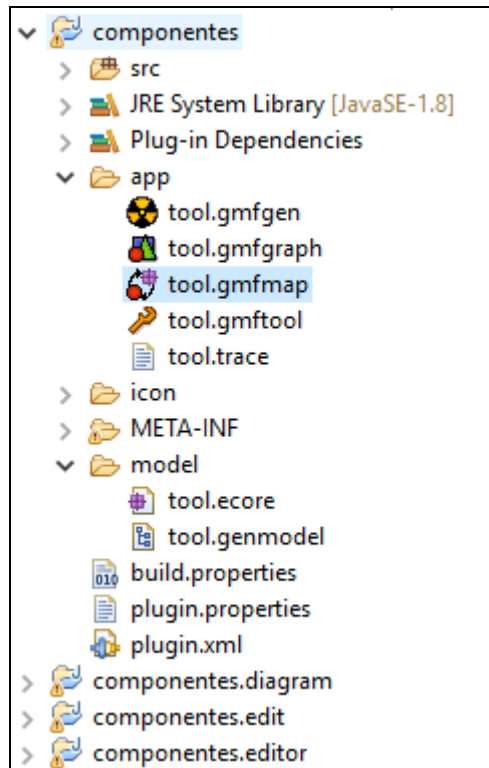 componentes
src
JRE System Library [JavaSE-1.8]
Plug-in Dependencies
app
tool.gmfgen
tool.gmfgraph
tool.gmfmap
tool.gmftool
tool.trace
icon
META-INF
model
tool.ecore
tool.genmodel
build.properties
plugin.properties
plugin.xml
componentes.diagram
componentes.edit
componentes.editor